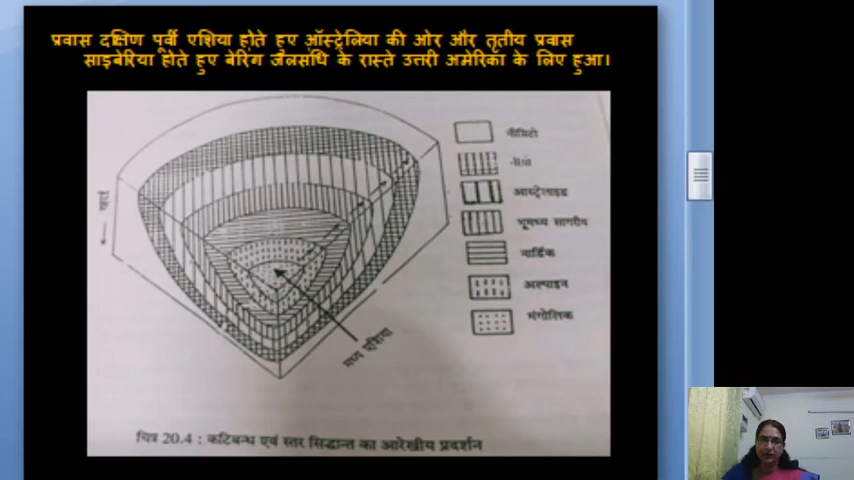 प्रवास दक्षिण पूर्वी एशिया होते हुए ऑस्ट्रेलिया की ओर और तृतीय प्रवास
साइबेरिया होते हुए बेरिंग जलसंधि के रास्ते उत्तरी अमेरिका के लिए हुआ।
नीग्रिटो
नीग्रो
आस्ट्रेलाइड
भूमध्य सागरीय
नार्डिक
अल्पाइन
मंगोलिक
मध्य एशिया
चित्र 20.4 : कटिबन्ध एवं स्तर सिद्धान्त का आरेखीय प्रदर्शन